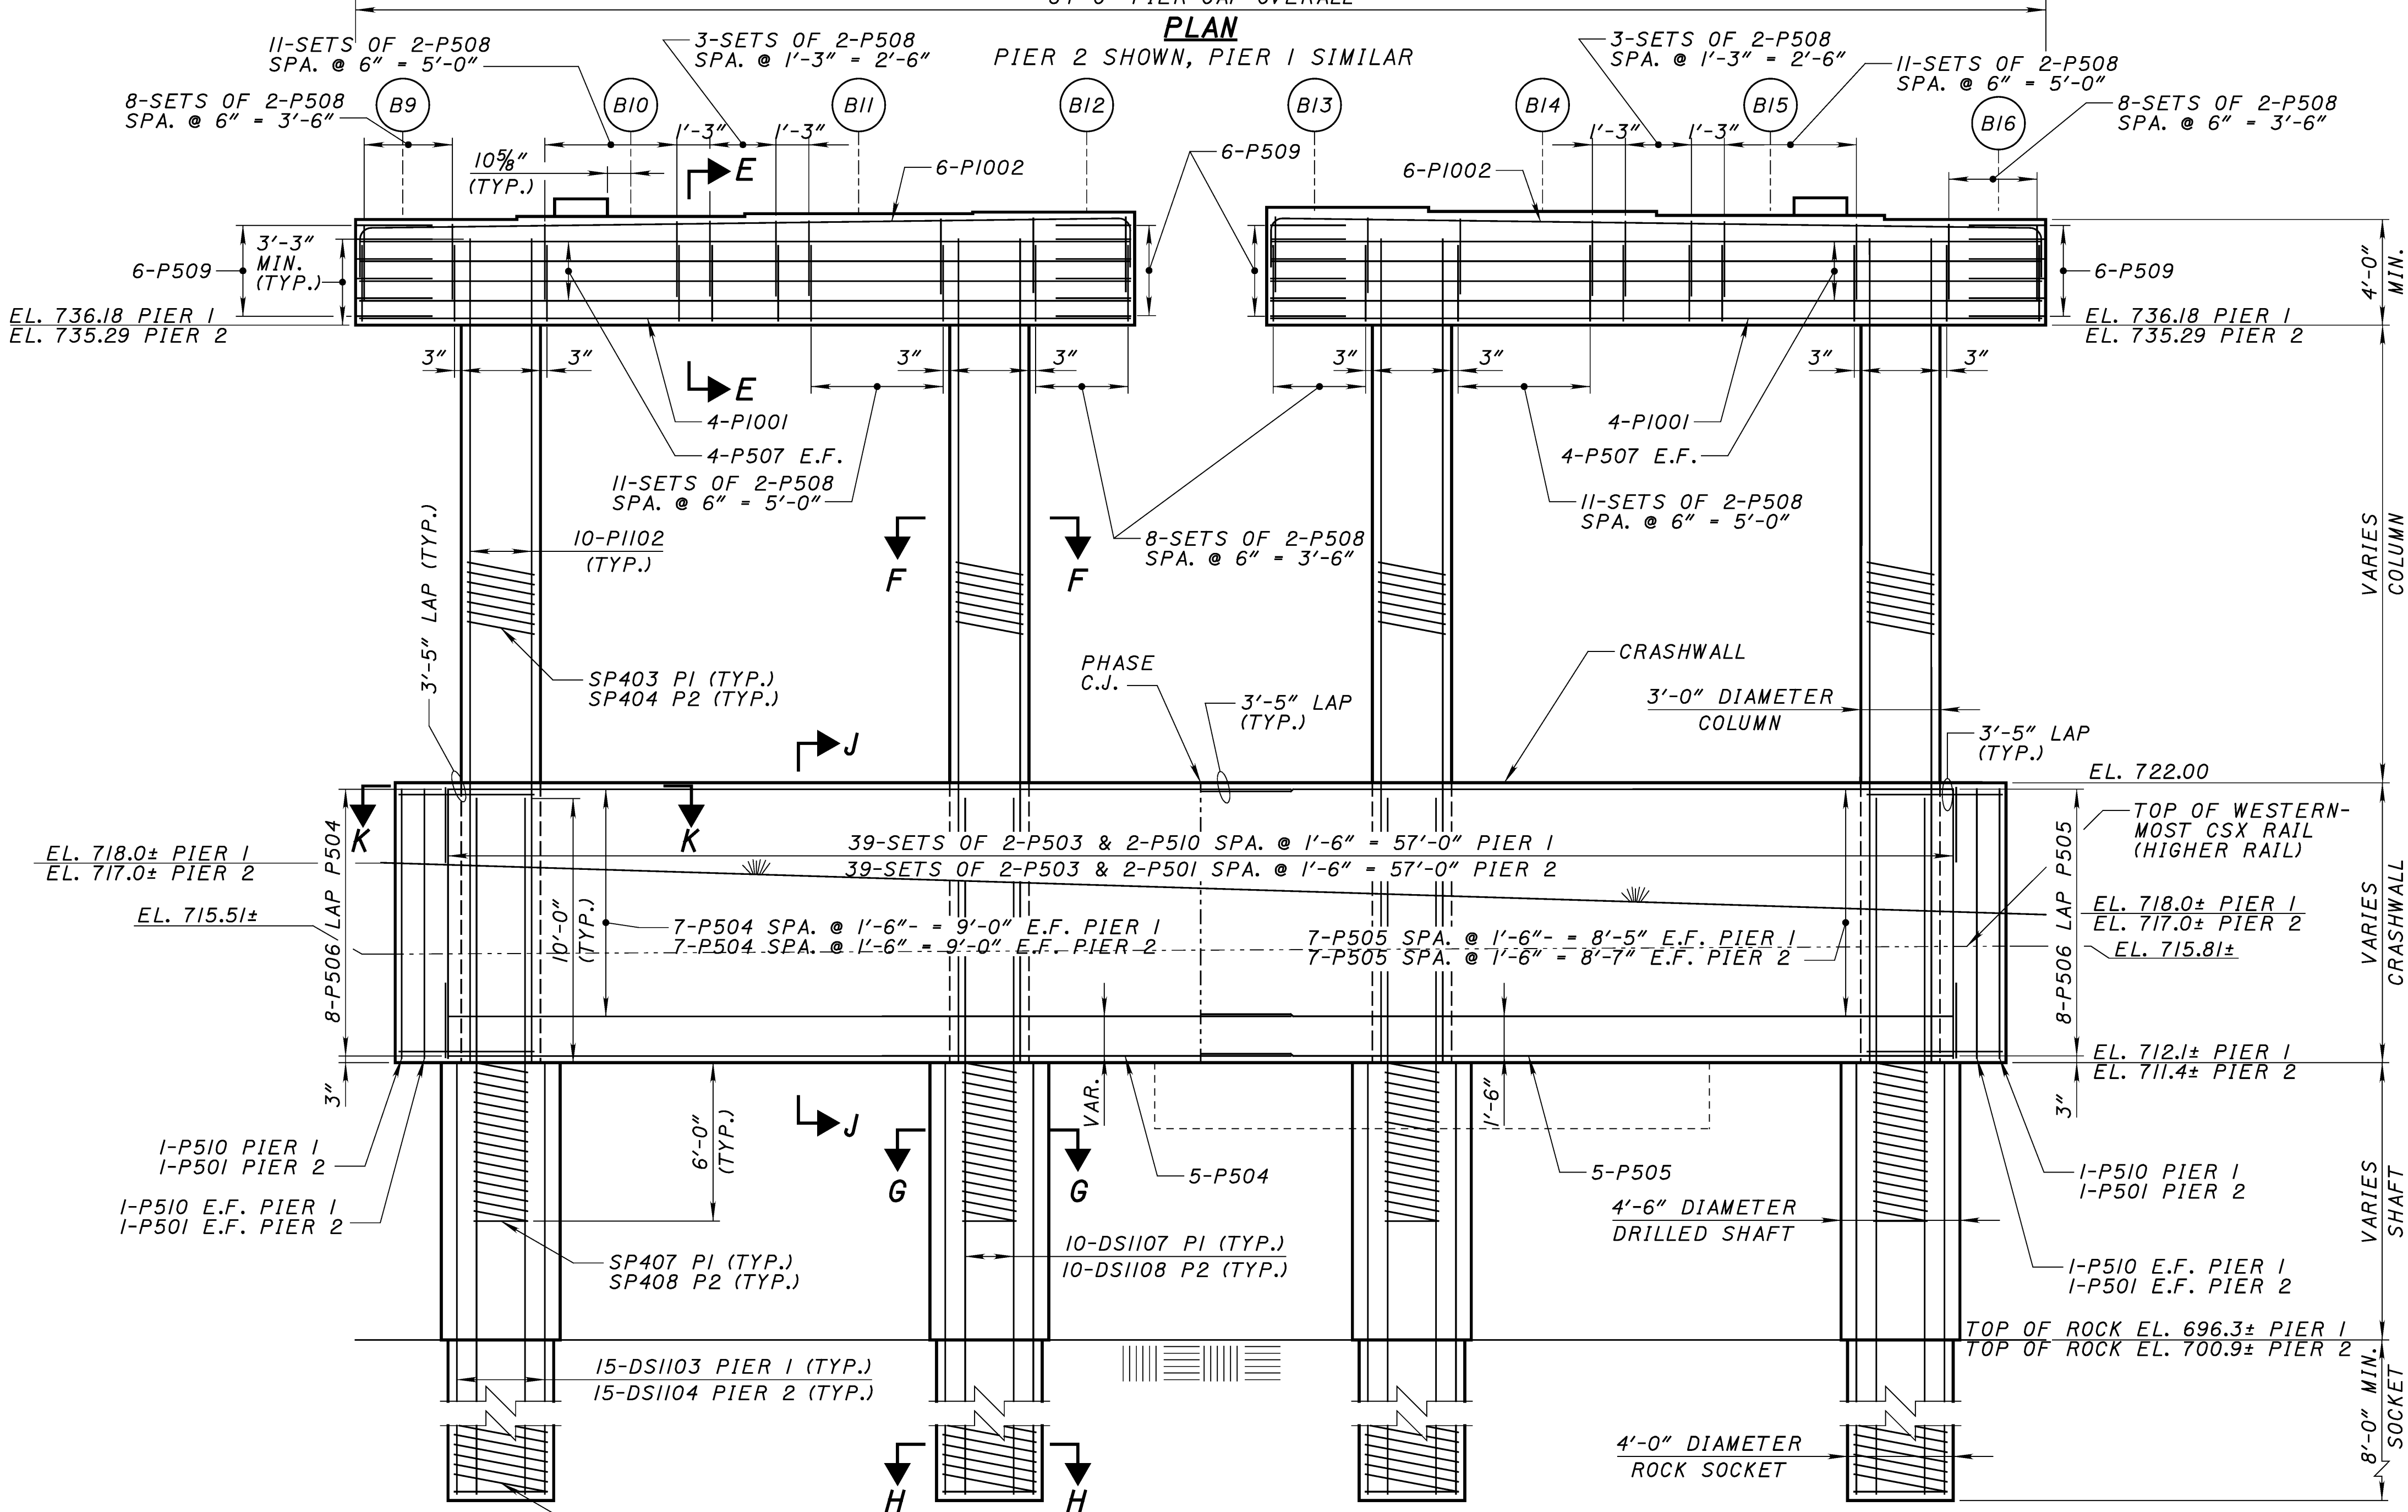 PLAN
PIER 2 SHOWN, PIER 1 SIMILAR
11-SETS OF 2-P508
SPA. @ 6" = 5'-0"
3-SETS OF 2-P508
SPA. @ 1'-3" = 2'-6"
3-SETS OF 2-P508
SPA. @ 1'-3" = 2'-6"
11-SETS OF 2-P508
SPA. @ 6" = 5'-0"
8-SETS OF 2-P508
SPA. @ 6" = 3'-6"
8-SETS OF 2-P508
SPA. @ 6" = 3'-6"
B9
B10
B11
B12
B13
B14
B15
B16
1'-3"
1'-3"
1'-3"
1'-3"
10⅝"
(TYP.)
E
6-P1002
6-P509
6-P1002
6-P509
3'-3"
MIN.
(TYP.)
6-P509
4'-0"
MIN.
EL. 736.18 PIER 1
EL. 735.29 PIER 2
EL. 736.18 PIER 1
EL. 735.29 PIER 2
3"
3"
3"
3"
3"
3"
3"
3"
E
4-P1001
4-P507 E.F.
4-P1001
4-P507 E.F.
11-SETS OF 2-P508
SPA. @ 6" = 5'-0"
11-SETS OF 2-P508
SPA. @ 6" = 5'-0"
8-SETS OF 2-P508
SPA. @ 6" = 3'-6"
10-P1102
(TYP.)
F
F
VARIES
COLUMN
3'-5" LAP (TYP.)
SP403 P1 (TYP.)
SP404 P2 (TYP.)
PHASE
C.J.
3'-5" LAP
(TYP.)
CRASHWALL
3'-0" DIAMETER
COLUMN
3'-5" LAP
(TYP.)
J
EL. 722.00
K
K
TOP OF WESTERN-
MOST CSX RAIL
(HIGHER RAIL)
39-SETS OF 2-P503 & 2-P510 SPA. @ 1'-6" = 57'-0" PIER 1
39-SETS OF 2-P503 & 2-P501 SPA. @ 1'-6" = 57'-0" PIER 2
EL. 718.0± PIER 1
EL. 717.0± PIER 2
EL. 715.51±
8-P506 LAP P504
10'-0"
(TYP.)
7-P504 SPA. @ 1'-6"- = 9'-0" E.F. PIER 1
7-P504 SPA. @ 1'-6" = 9'-0" E.F. PIER 2
7-P505 SPA. @ 1'-6"- = 8'-5" E.F. PIER 1
7-P505 SPA. @ 1'-6" = 8'-7" E.F. PIER 2
8-P506 LAP P505
EL. 718.0± PIER 1
EL. 717.0± PIER 2
EL. 715.81±
VARIES
CRASHWALL
EL. 712.1± PIER 1
EL. 711.4± PIER 2
3"
3"
VAR.
1'-6"
6'-0"
(TYP.)
J
1-P510 PIER 1
1-P501 PIER 2
1-P510 E.F. PIER 1
1-P501 E.F. PIER 2
G
G
5-P504
5-P505
1-P510 PIER 1
1-P501 PIER 2
4'-6" DIAMETER
DRILLED SHAFT
VARIES
SHAFT
SP407 P1 (TYP.)
SP408 P2 (TYP.)
10-DS1107 P1 (TYP.)
10-DS1108 P2 (TYP.)
1-P510 E.F. PIER 1
1-P501 E.F. PIER 2
TOP OF ROCK EL. 696.3± PIER 1
TOP OF ROCK EL. 700.9± PIER 2
15-DS1103 PIER 1 (TYP.)
15-DS1104 PIER 2 (TYP.)
4'-0" DIAMETER
ROCK SOCKET
8'-0" MIN.
SOCKET
H
H